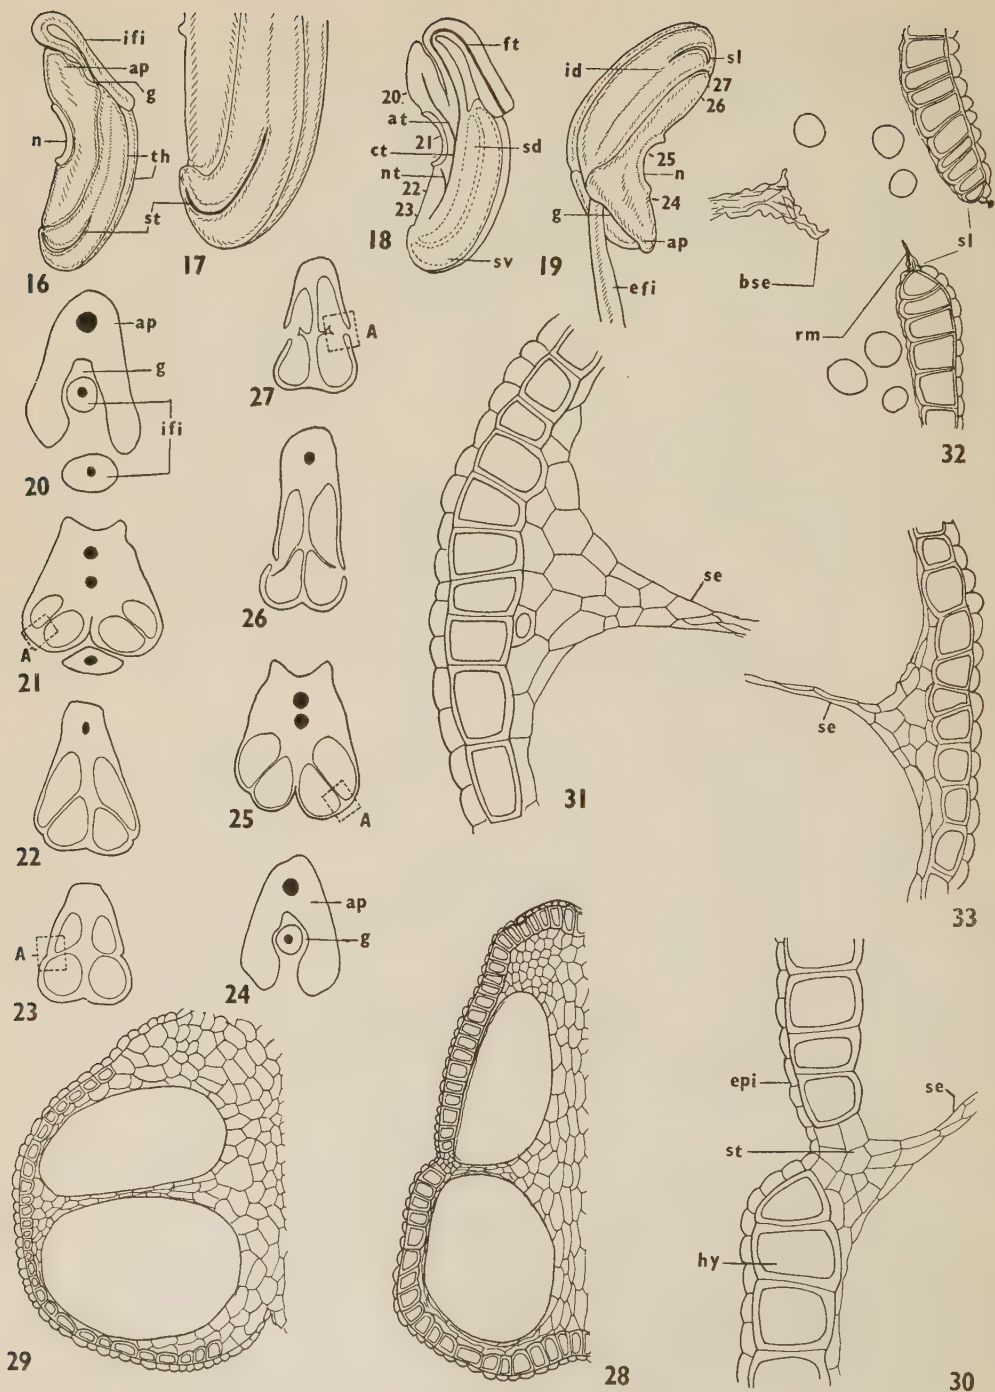 ifi
ap
g
n
th
st
16
17
ft
20
at
21
ct
sd
nt
22
23
18
sv
id
sl
27
26
25
n
24
g
ap
19
efi
bse
sl
rm
32
ap
g
ifi
20
A
27
A
21
26
se
31
se
33
22
25
A
A
23
ap
g
24
29
28
epi
se
st
hy
30